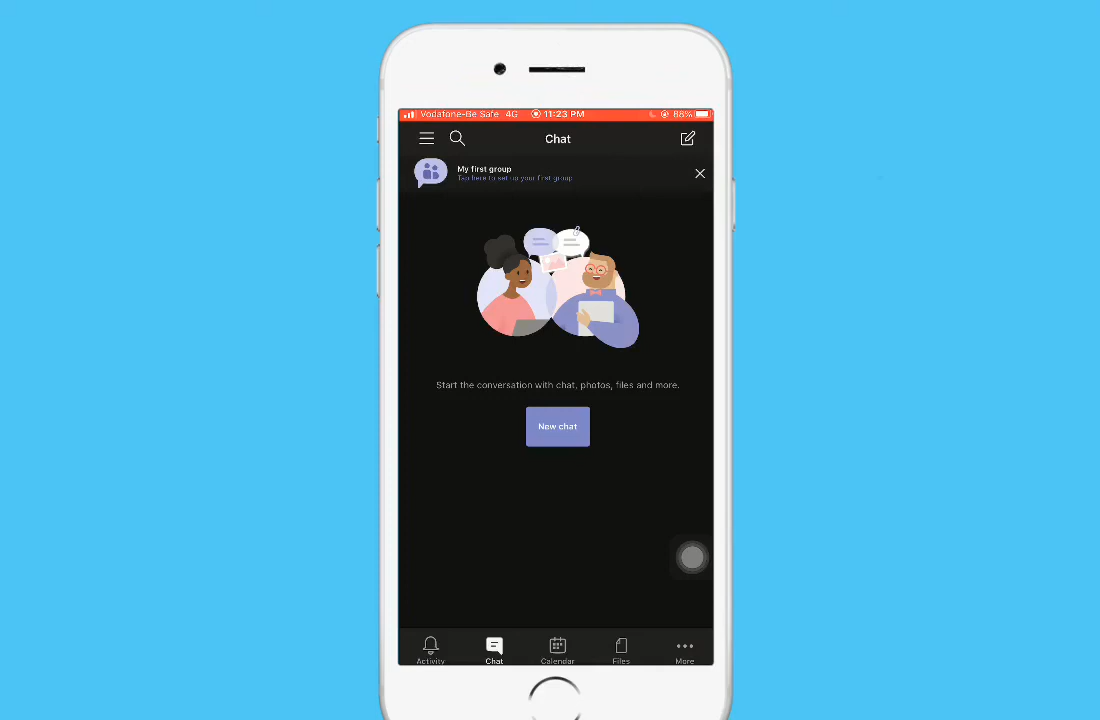 Vodafone-Be Safe 4G 11:23 PM 88%
Chat
My first group
Tap here to set up your first group
Start the conversation with chat, photos, files and more.
New chat
Activity Chat Calendar Files More